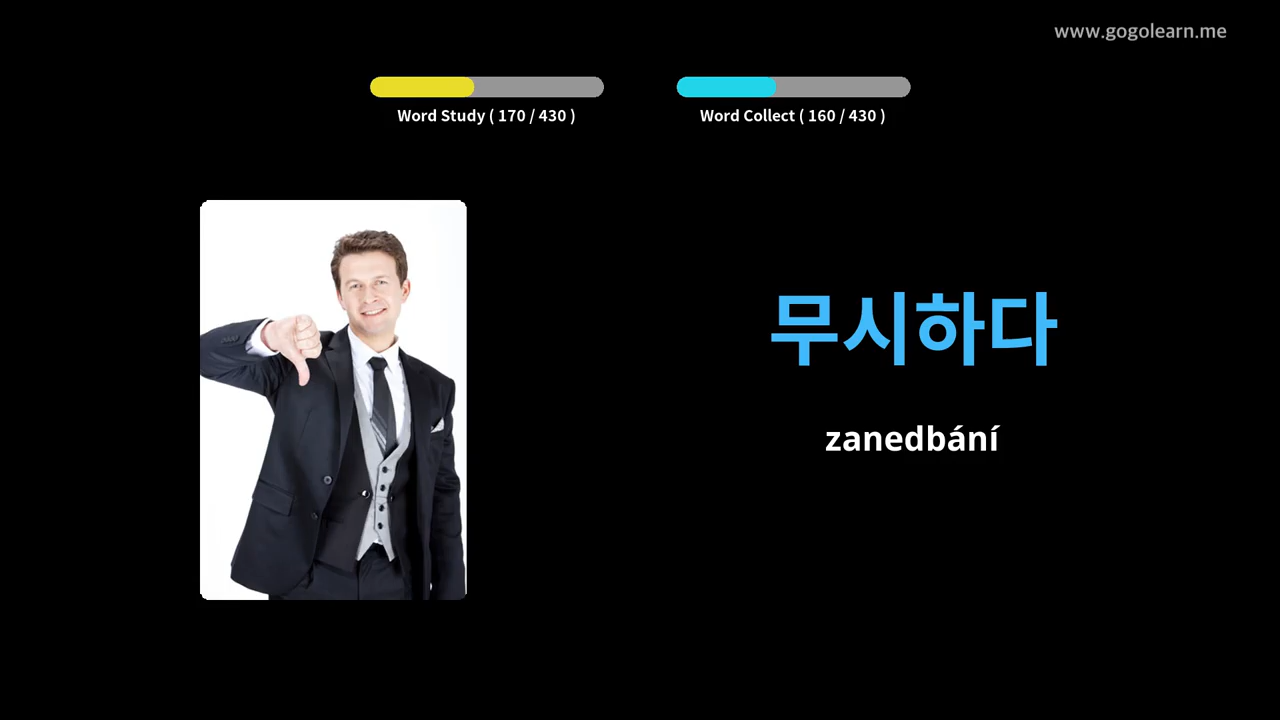 www.gogolearn.me
Word Study ( 170 / 430 )
Word Collect ( 160 / 430 )
무시하다
zanedbání